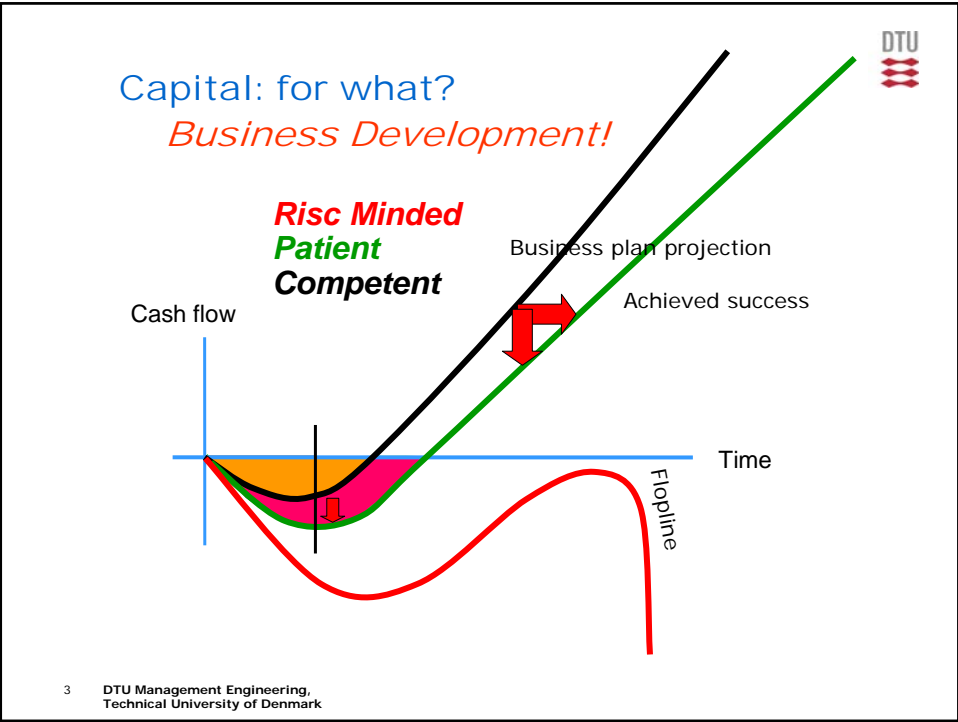 DTU
Capital: for what?
Business Development!
Risc Minded
Patient
Competent
Business plan projection
Achieved success
Cash flow
Time
Flopline
3 DTU Management Engineering,
Technical University of Denmark